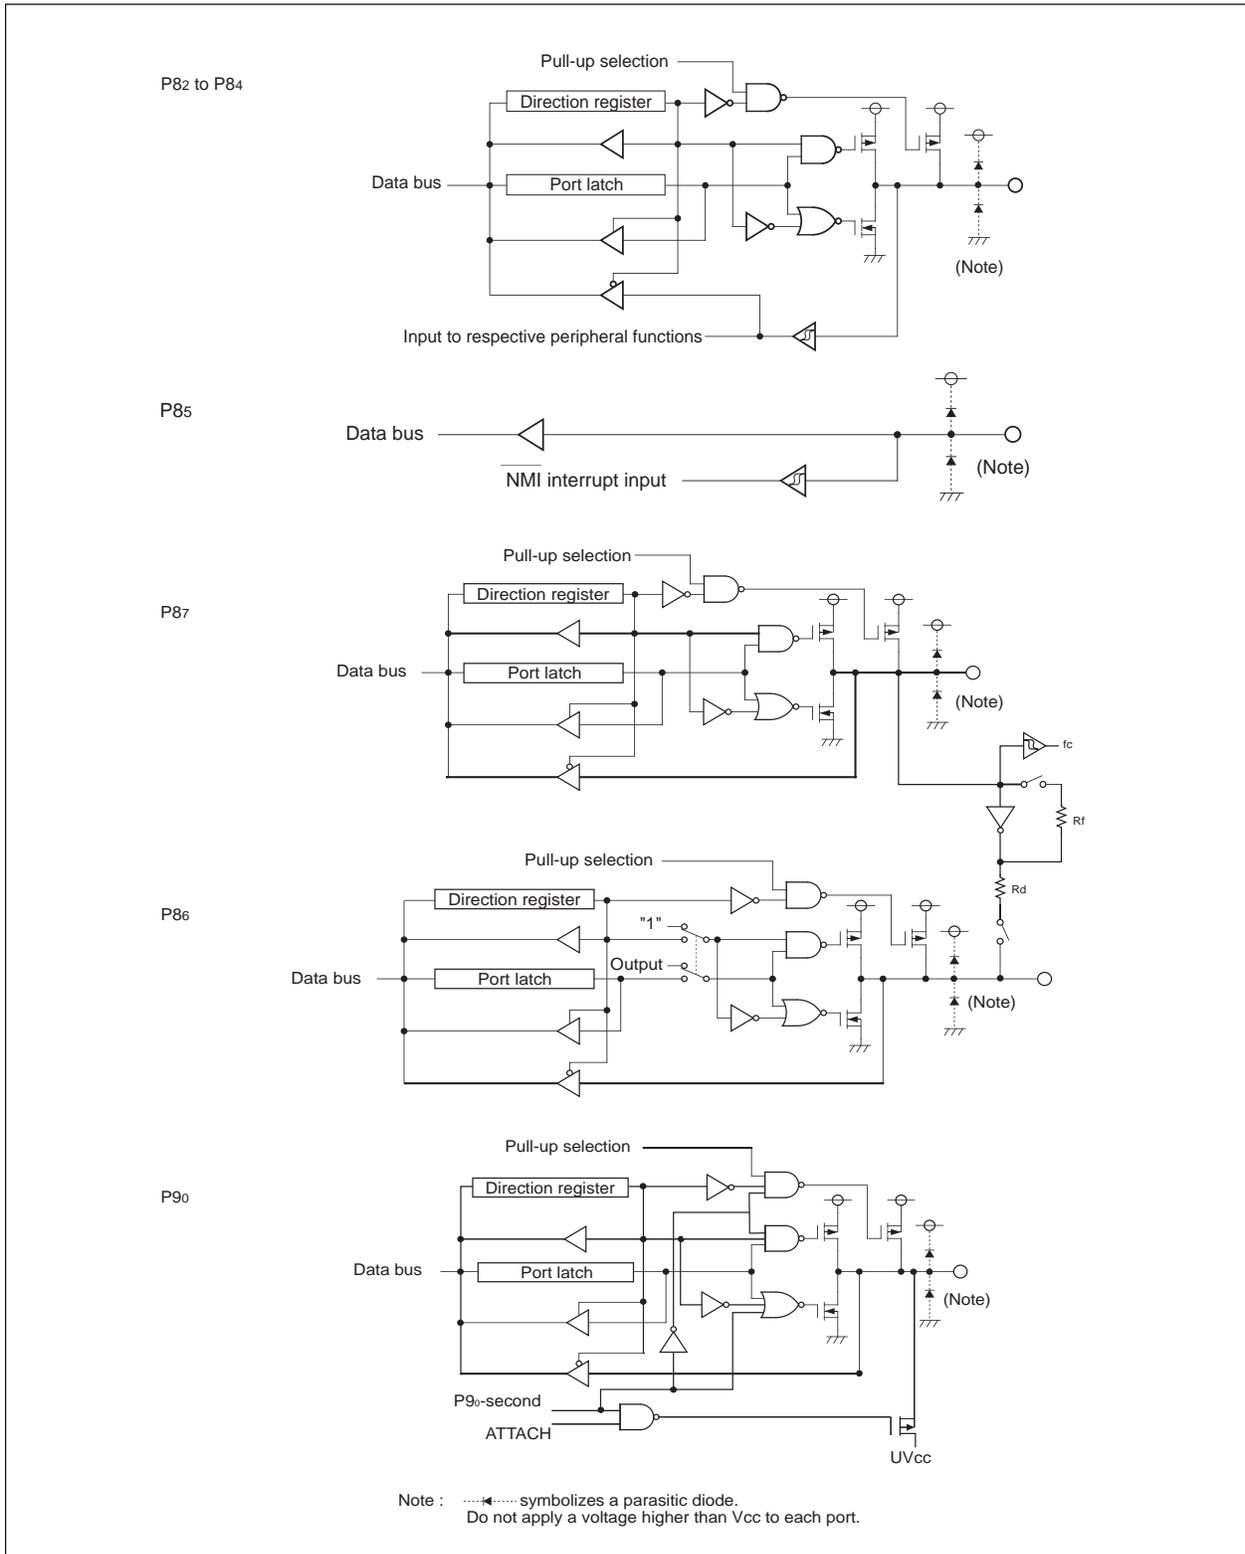 P82 to P84
Pull-up selection
Direction register
Data bus
Port latch
(Note)
Input to respective peripheral functions
P85
Data bus
(Note)
NMI interrupt input
Pull-up selection
P87
Direction register
Data bus
Port latch
(Note)
fc
Rf
Pull-up selection
Rd
P86
Direction register
"1"
Output
Data bus
Port latch
(Note)
Pull-up selection
P90
Direction register
Data bus
Port latch
(Note)
P90-second
ATTACH
UVcc
Note : symbolizes a parasitic diode.
Do not apply a voltage higher than Vcc to each port.